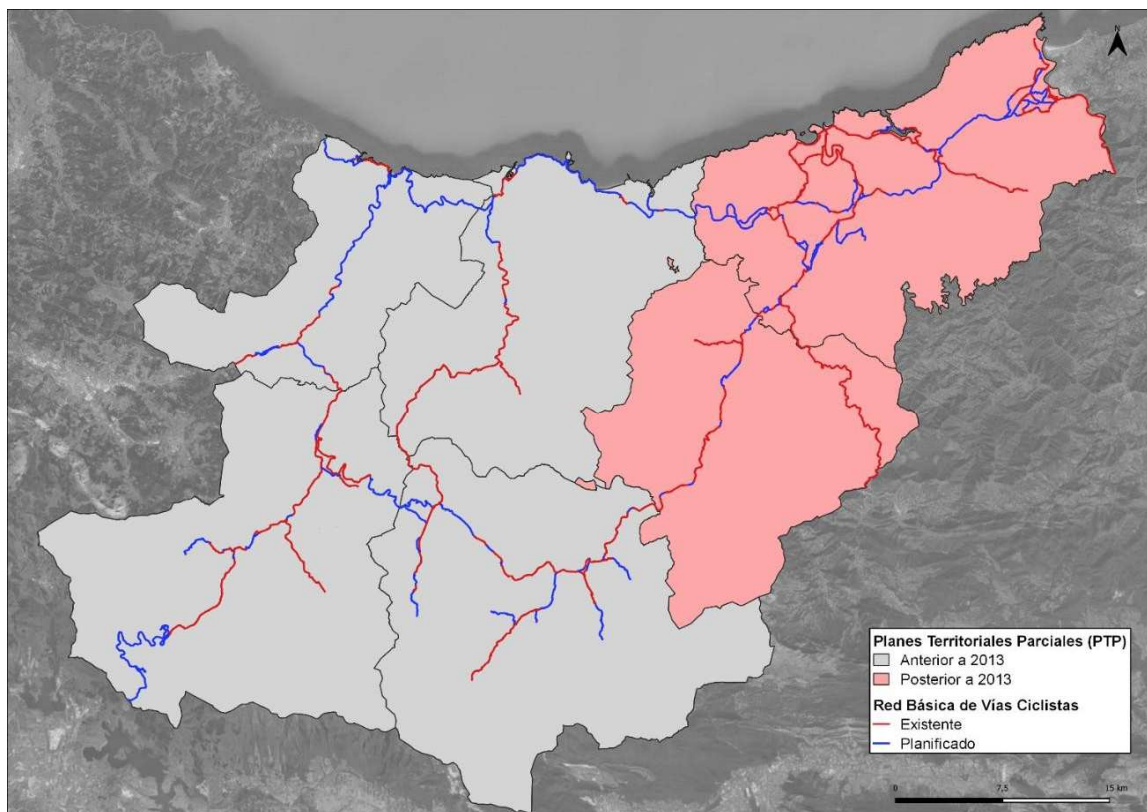 N
Planes Territoriales Parciales (PTP)
Anterior a 2013
Posterior a 2013
Red Básica de Vías Ciclistas
Existente
Planificado
0 7,5 15 km